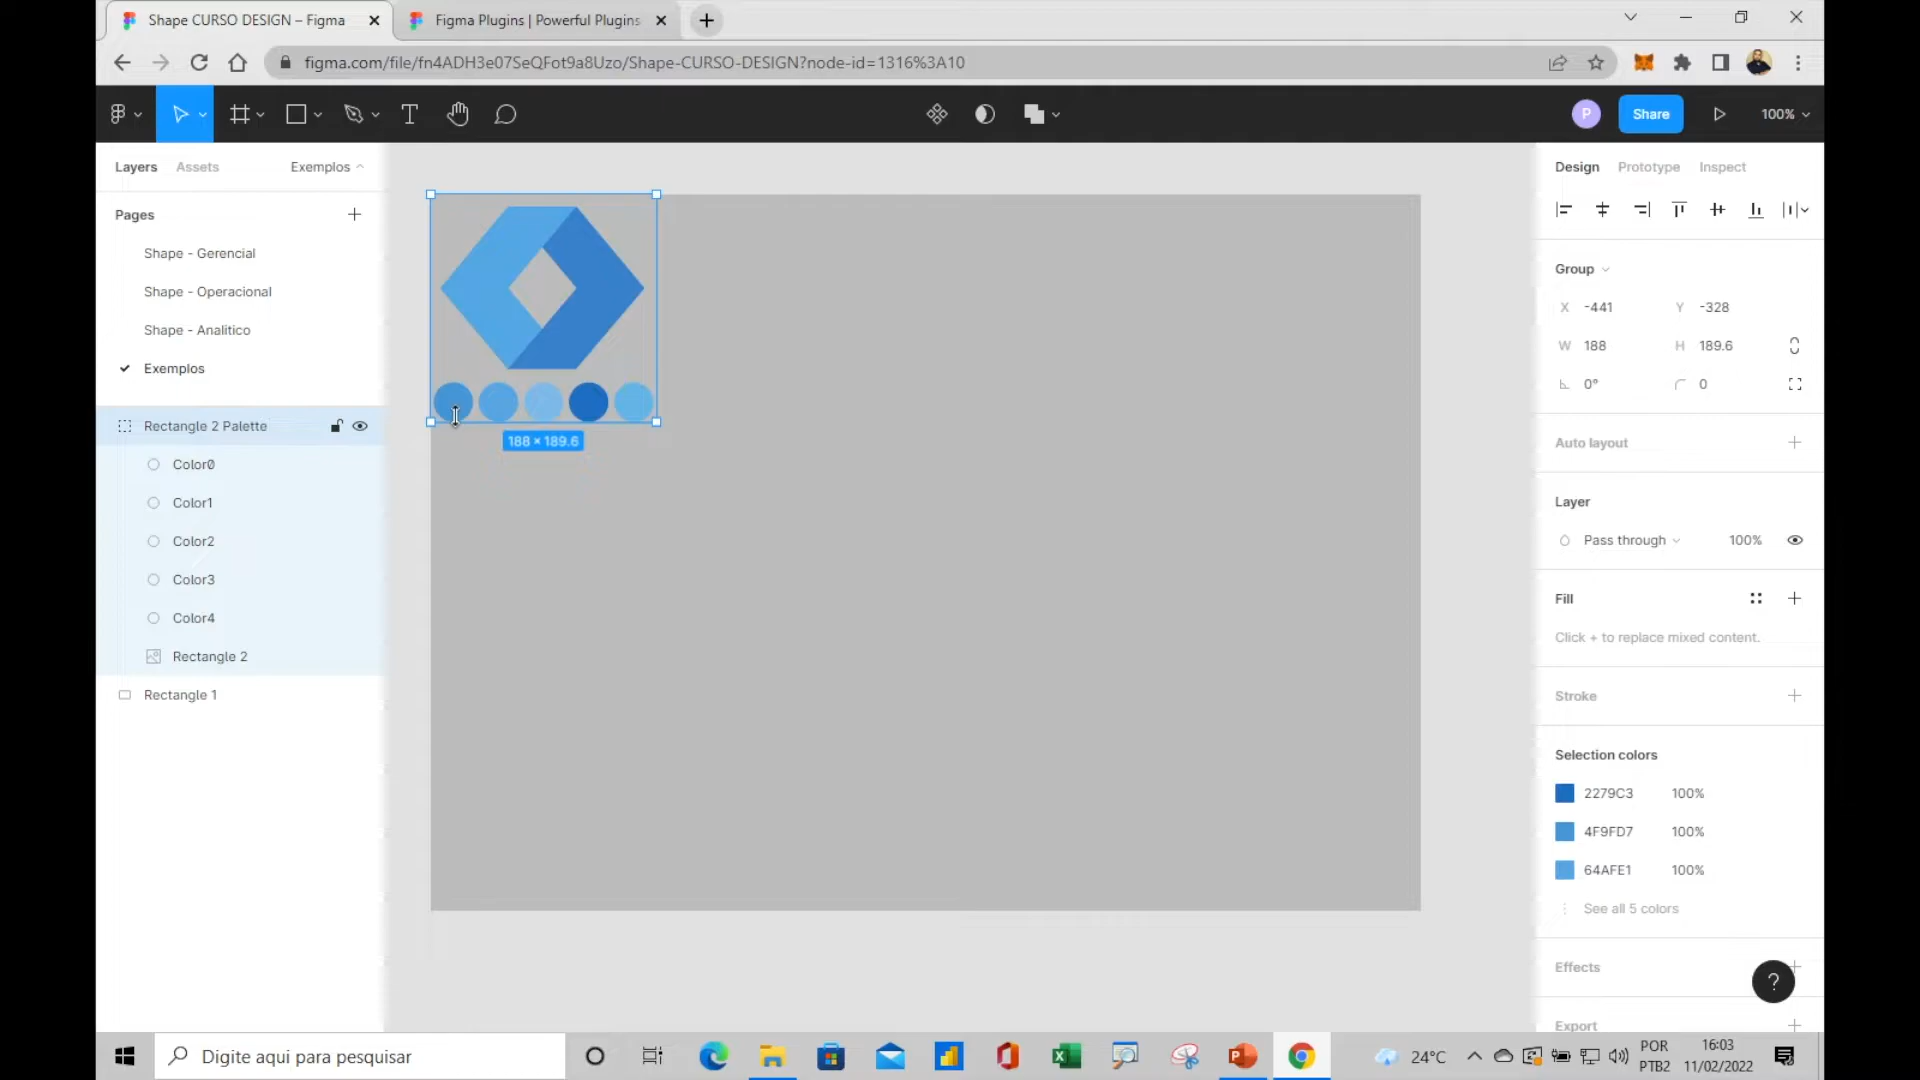 Shape CURSO DESIGN – Figma
Figma Plugins | Powerful Plugins
figma.com/file/fn4ADH3e07SeQFot9a8Uzo/Shape-CURSO-DESIGN?node-id=1316%3A10
P
Share
100%
Layers
Assets
Exemplos
Design
Prototype
Inspect
Pages
Shape - Gerencial
Shape - Operacional
Shape - Analitico
Exemplos
Rectangle 2 Palette
Color0
Color1
Color2
Color3
Color4
Rectangle 2
Rectangle 1
188 × 189.6
Group
X -441
Y -328
W 188
H 189.6
0°
0
Auto layout
Layer
Pass through
100%
Fill
Click + to replace mixed content.
Stroke
Selection colors
2279C3 100%
4F9FD7 100%
64AFE1 100%
See all 5 colors
Effects
?
Export
Digite aqui para pesquisar
24°C
POR
PTB2
16:03
11/02/2022